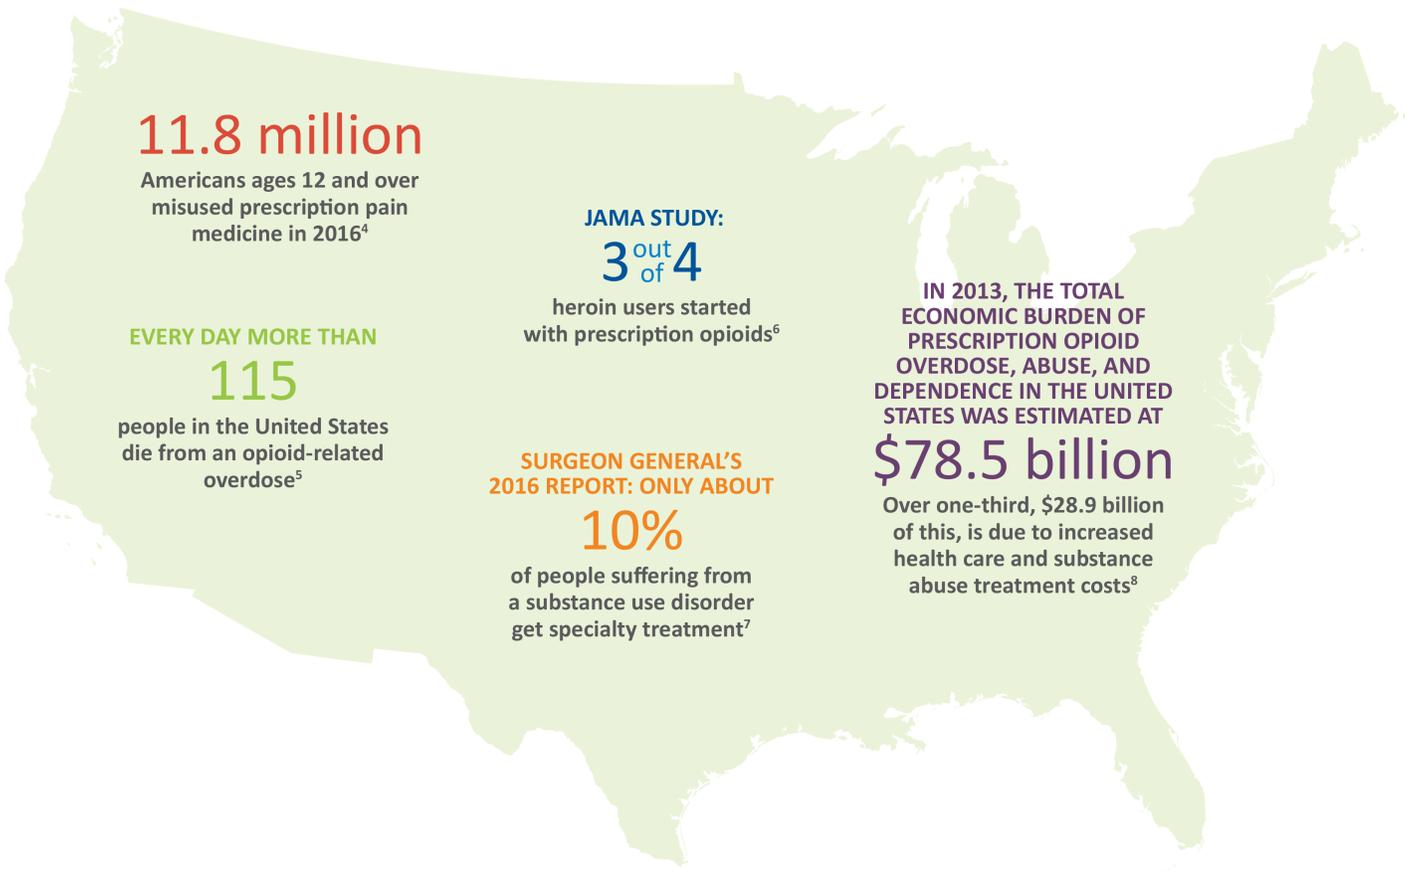 11.8 million
Americans ages 12 and over
misused prescription pain
medicine in 2016⁴
EVERY DAY MORE THAN
115
people in the United States
die from an opioid-related
overdose⁵
JAMA STUDY:
3 out of 4
heroin users started
with prescription opioids⁶
SURGEON GENERAL’S
2016 REPORT: ONLY ABOUT
10%
of people suffering from
a substance use disorder
get specialty treatment⁷
IN 2013, THE TOTAL
ECONOMIC BURDEN OF
PRESCRIPTION OPIOID
OVERDOSE, ABUSE, AND
DEPENDENCE IN THE UNITED
STATES WAS ESTIMATED AT
$78.5 billion
Over one-third, $28.9 billion
of this, is due to increased
health care and substance
abuse treatment costs⁸